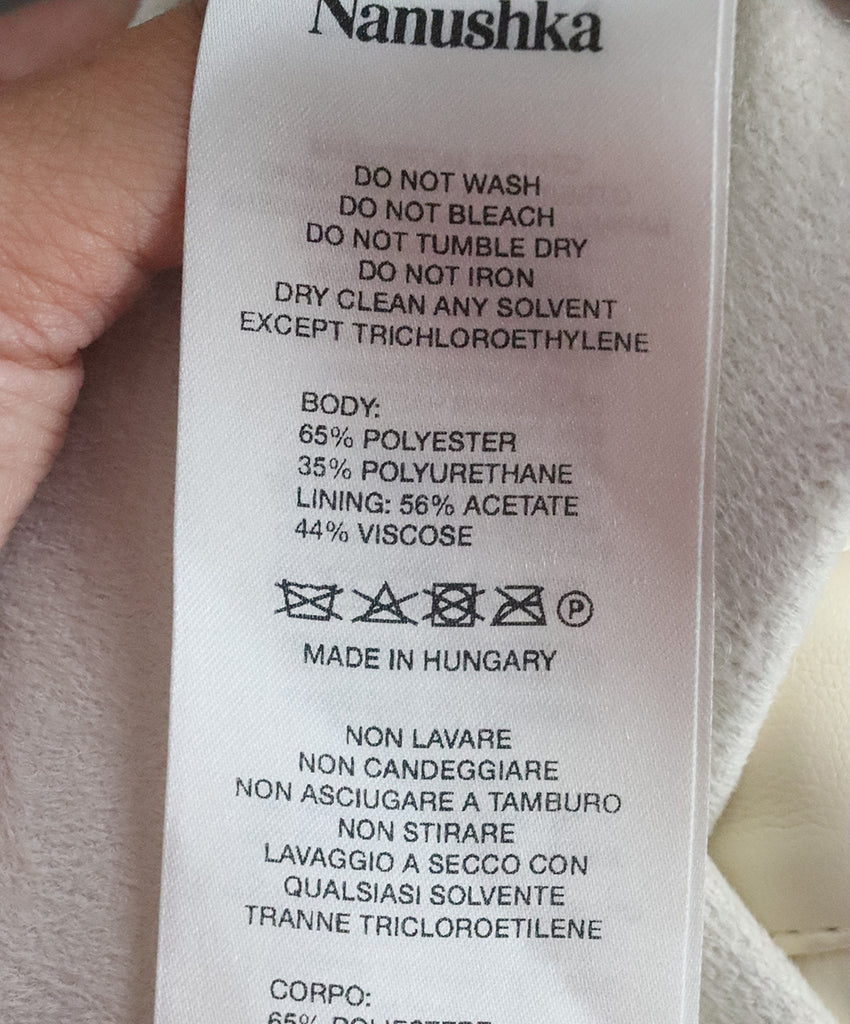 Nanushka
DO NOT WASH
DO NOT BLEACH
DO NOT TUMBLE DRY
DO NOT IRON
DRY CLEAN ANY SOLVENT
EXCEPT TRICHLOROETHYLENE
BODY:
65% POLYESTER
35% POLYURETHANE
LINING: 56% ACETATE
44% VISCOSE
P
MADE IN HUNGARY
NON LAVARE
NON CANDEGGIARE
NON ASCIUGARE A TAMBURO
NON STIRARE
LAVAGGIO A SECCO CON
QUALSIASI SOLVENTE
TRANNE TRICLOROETILENE
CORPO:
65% POLIESTERE